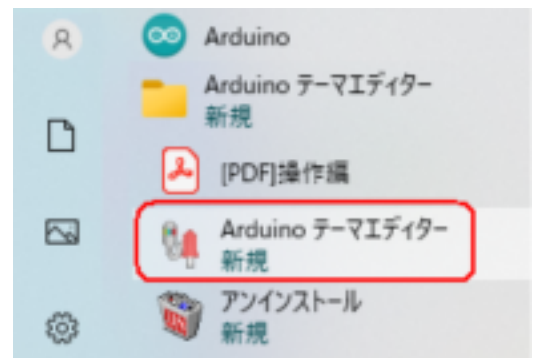 Arduino
Arduino テーマエディター
新規
[PDF]操作編
Arduino テーマエディター
新規
アンインストール
新規